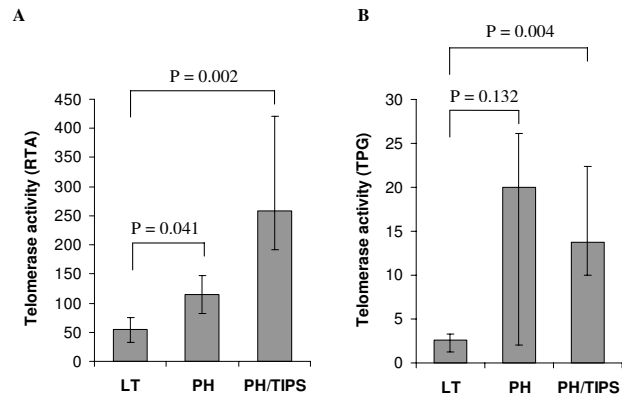 A
P = 0.002
P = 0.041
Telomerase activity (RTA)
450
400
350
300
250
200
150
100
50
0
LT PH PH/TIPS
B
P = 0.004
P = 0.132
Telomerase activity (TPG)
30
25
20
15
10
5
0
LT PH PH/TIPS